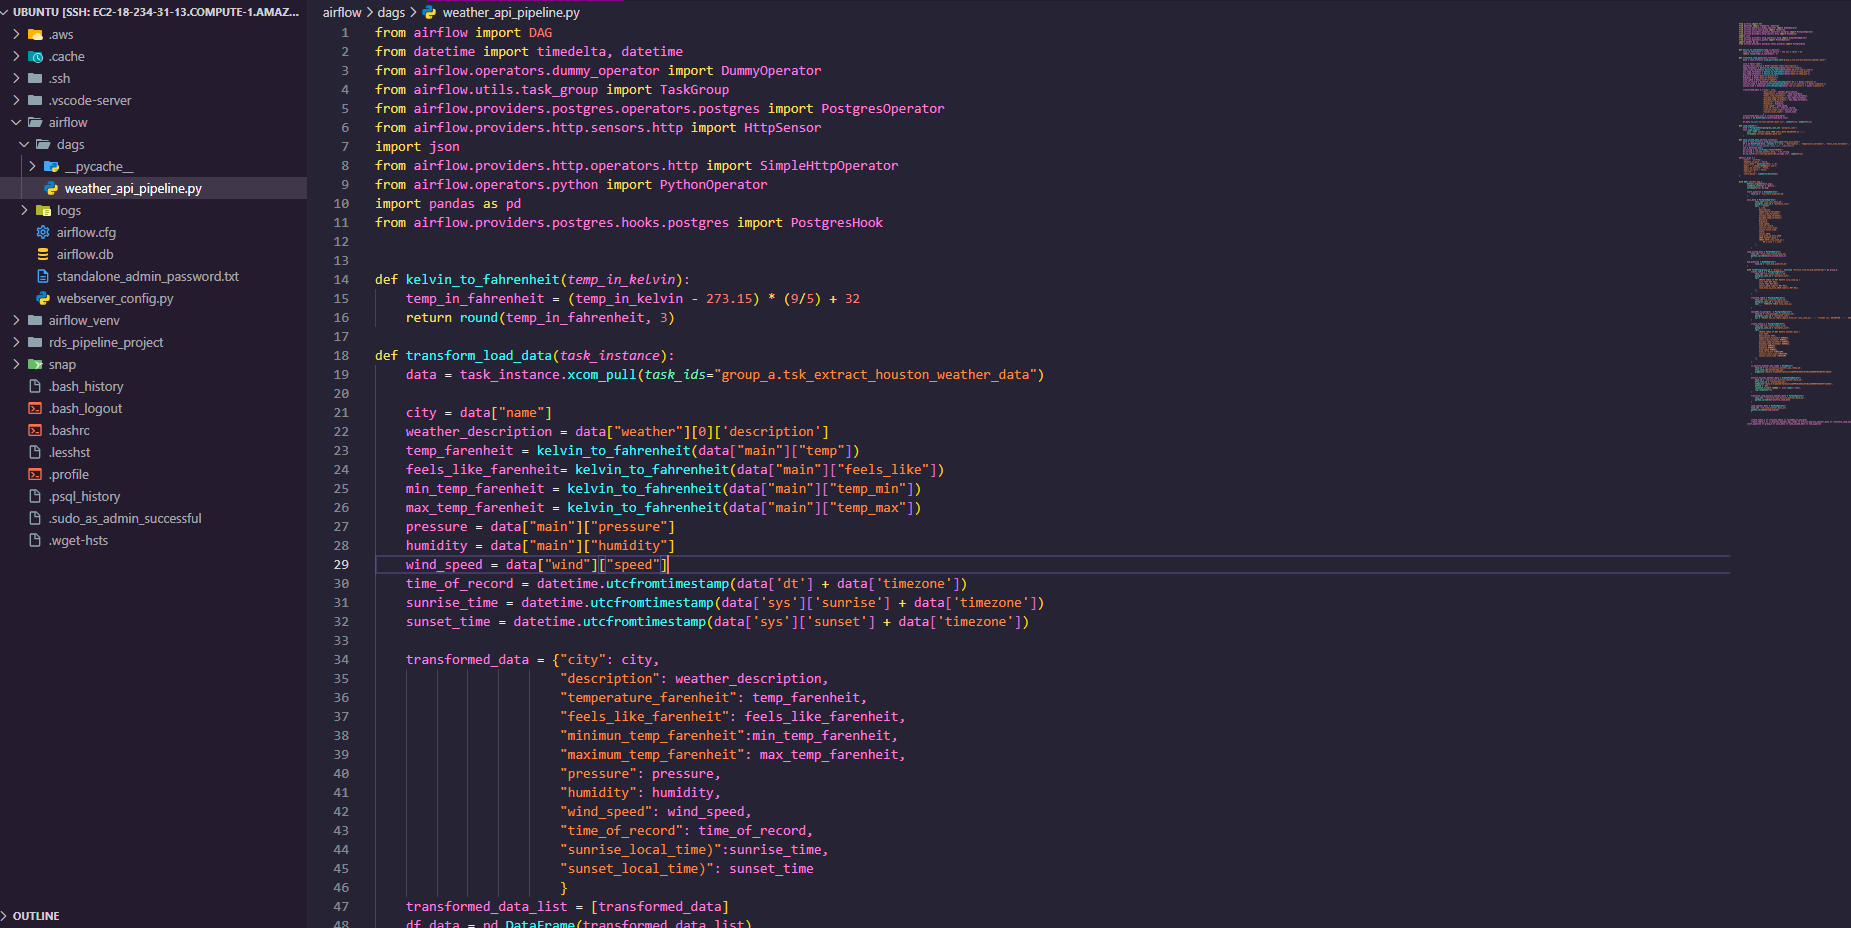 UBUNTU [SSH: EC2-18-234-31-13.COMPUTE-1.AMAZ...
.aws
.cache
.ssh
.vscode-server
airflow
dags
__pycache__
weather_api_pipeline.py
logs
airflow.cfg
airflow.db
standalone_admin_password.txt
webserver_config.py
airflow_venv
rds_pipeline_project
snap
.bash_history
.bash_logout
.bashrc
.lesshst
.profile
.psql_history
.sudo_as_admin_successful
.wget-hsts
OUTLINE
airflow > dags > weather_api_pipeline.py
1 from airflow import DAG
2 from datetime import timedelta, datetime
3 from airflow.operators.dummy_operator import DummyOperator
4 from airflow.utils.task_group import TaskGroup
5 from airflow.providers.postgres.operators.postgres import PostgresOperator
6 from airflow.providers.http.sensors.http import HttpSensor
7 import json
8 from airflow.providers.http.operators.http import SimpleHttpOperator
9 from airflow.operators.python import PythonOperator
10 import pandas as pd
11 from airflow.providers.postgres.hooks.postgres import PostgresHook
12
13
14 def kelvin_to_fahrenheit(temp_in_kelvin):
15 temp_in_fahrenheit = (temp_in_kelvin - 273.15) * (9/5) + 32
16 return round(temp_in_fahrenheit, 3)
17
18 def transform_load_data(task_instance):
19 data = task_instance.xcom_pull(task_ids="group_a.tsk_extract_houston_weather_data")
20
21 city = data["name"]
22 weather_description = data["weather"][0]['description']
23 temp_farenheit = kelvin_to_fahrenheit(data["main"]["temp"])
24 feels_like_farenheit= kelvin_to_fahrenheit(data["main"]["feels_like"])
25 min_temp_farenheit = kelvin_to_fahrenheit(data["main"]["temp_min"])
26 max_temp_farenheit = kelvin_to_fahrenheit(data["main"]["temp_max"])
27 pressure = data["main"]["pressure"]
28 humidity = data["main"]["humidity"]
29 wind_speed = data["wind"]["speed"]
30 time_of_record = datetime.utcfromtimestamp(data['dt'] + data['timezone'])
31 sunrise_time = datetime.utcfromtimestamp(data['sys']['sunrise'] + data['timezone'])
32 sunset_time = datetime.utcfromtimestamp(data['sys']['sunset'] + data['timezone'])
33
34 transformed_data = {"city": city,
35 "description": weather_description,
36 "temperature_farenheit": temp_farenheit,
37 "feels_like_farenheit": feels_like_farenheit,
38 "minimun_temp_farenheit":min_temp_farenheit,
39 "maximum_temp_farenheit": max_temp_farenheit,
40 "pressure": pressure,
41 "humidity": humidity,
42 "wind_speed": wind_speed,
43 "time_of_record": time_of_record,
44 "sunrise_local_time)":sunrise_time,
45 "sunset_local_time)": sunset_time
46 }
47 transformed_data_list = [transformed_data]
48 df_data = pd.DataFrame(transformed_data_list)